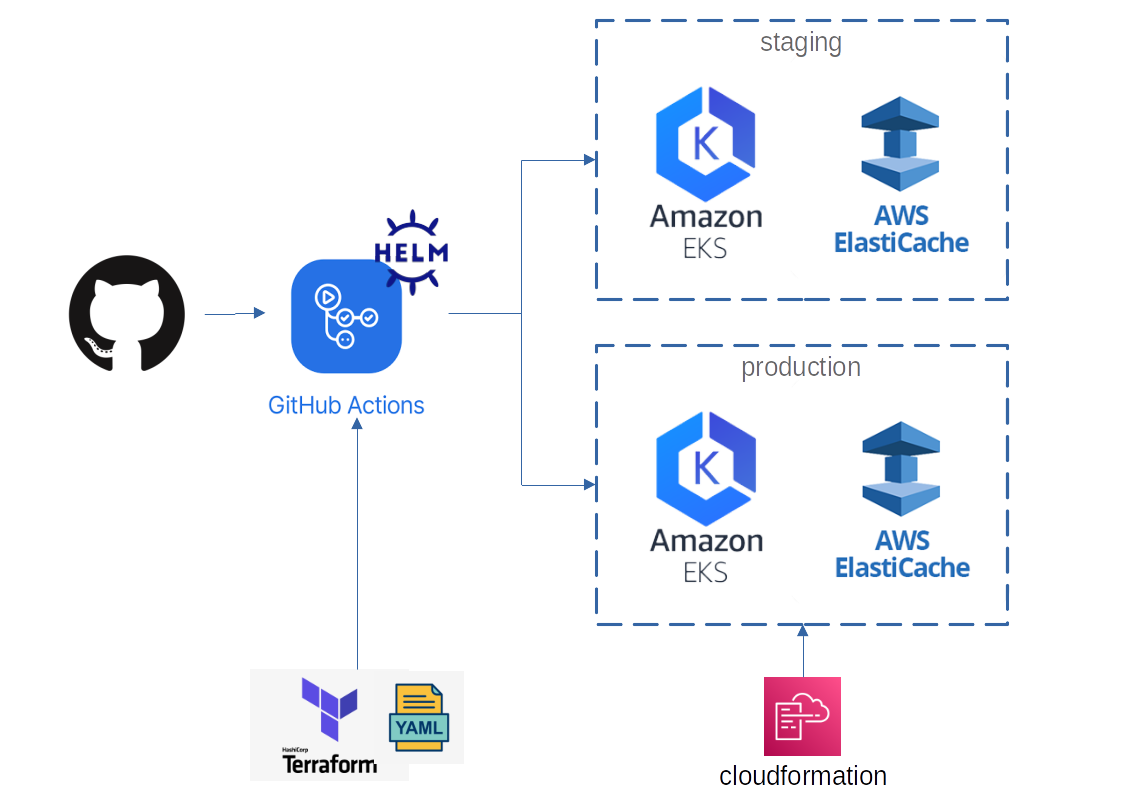 staging
K
Amazon
EKS
AWS
ElastiCache
HELM
GitHub Actions
production
K
Amazon
EKS
AWS
ElastiCache
HashiCorp
Terraform
YAML
cloudformation